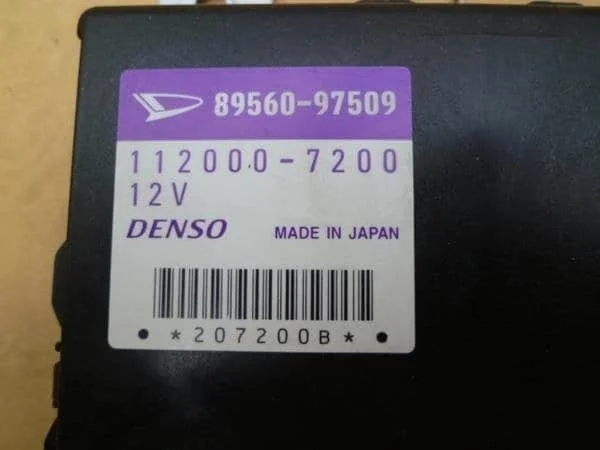 89560-97509
112000-7200
12V
DENSO MADE IN JAPAN
*207200B*